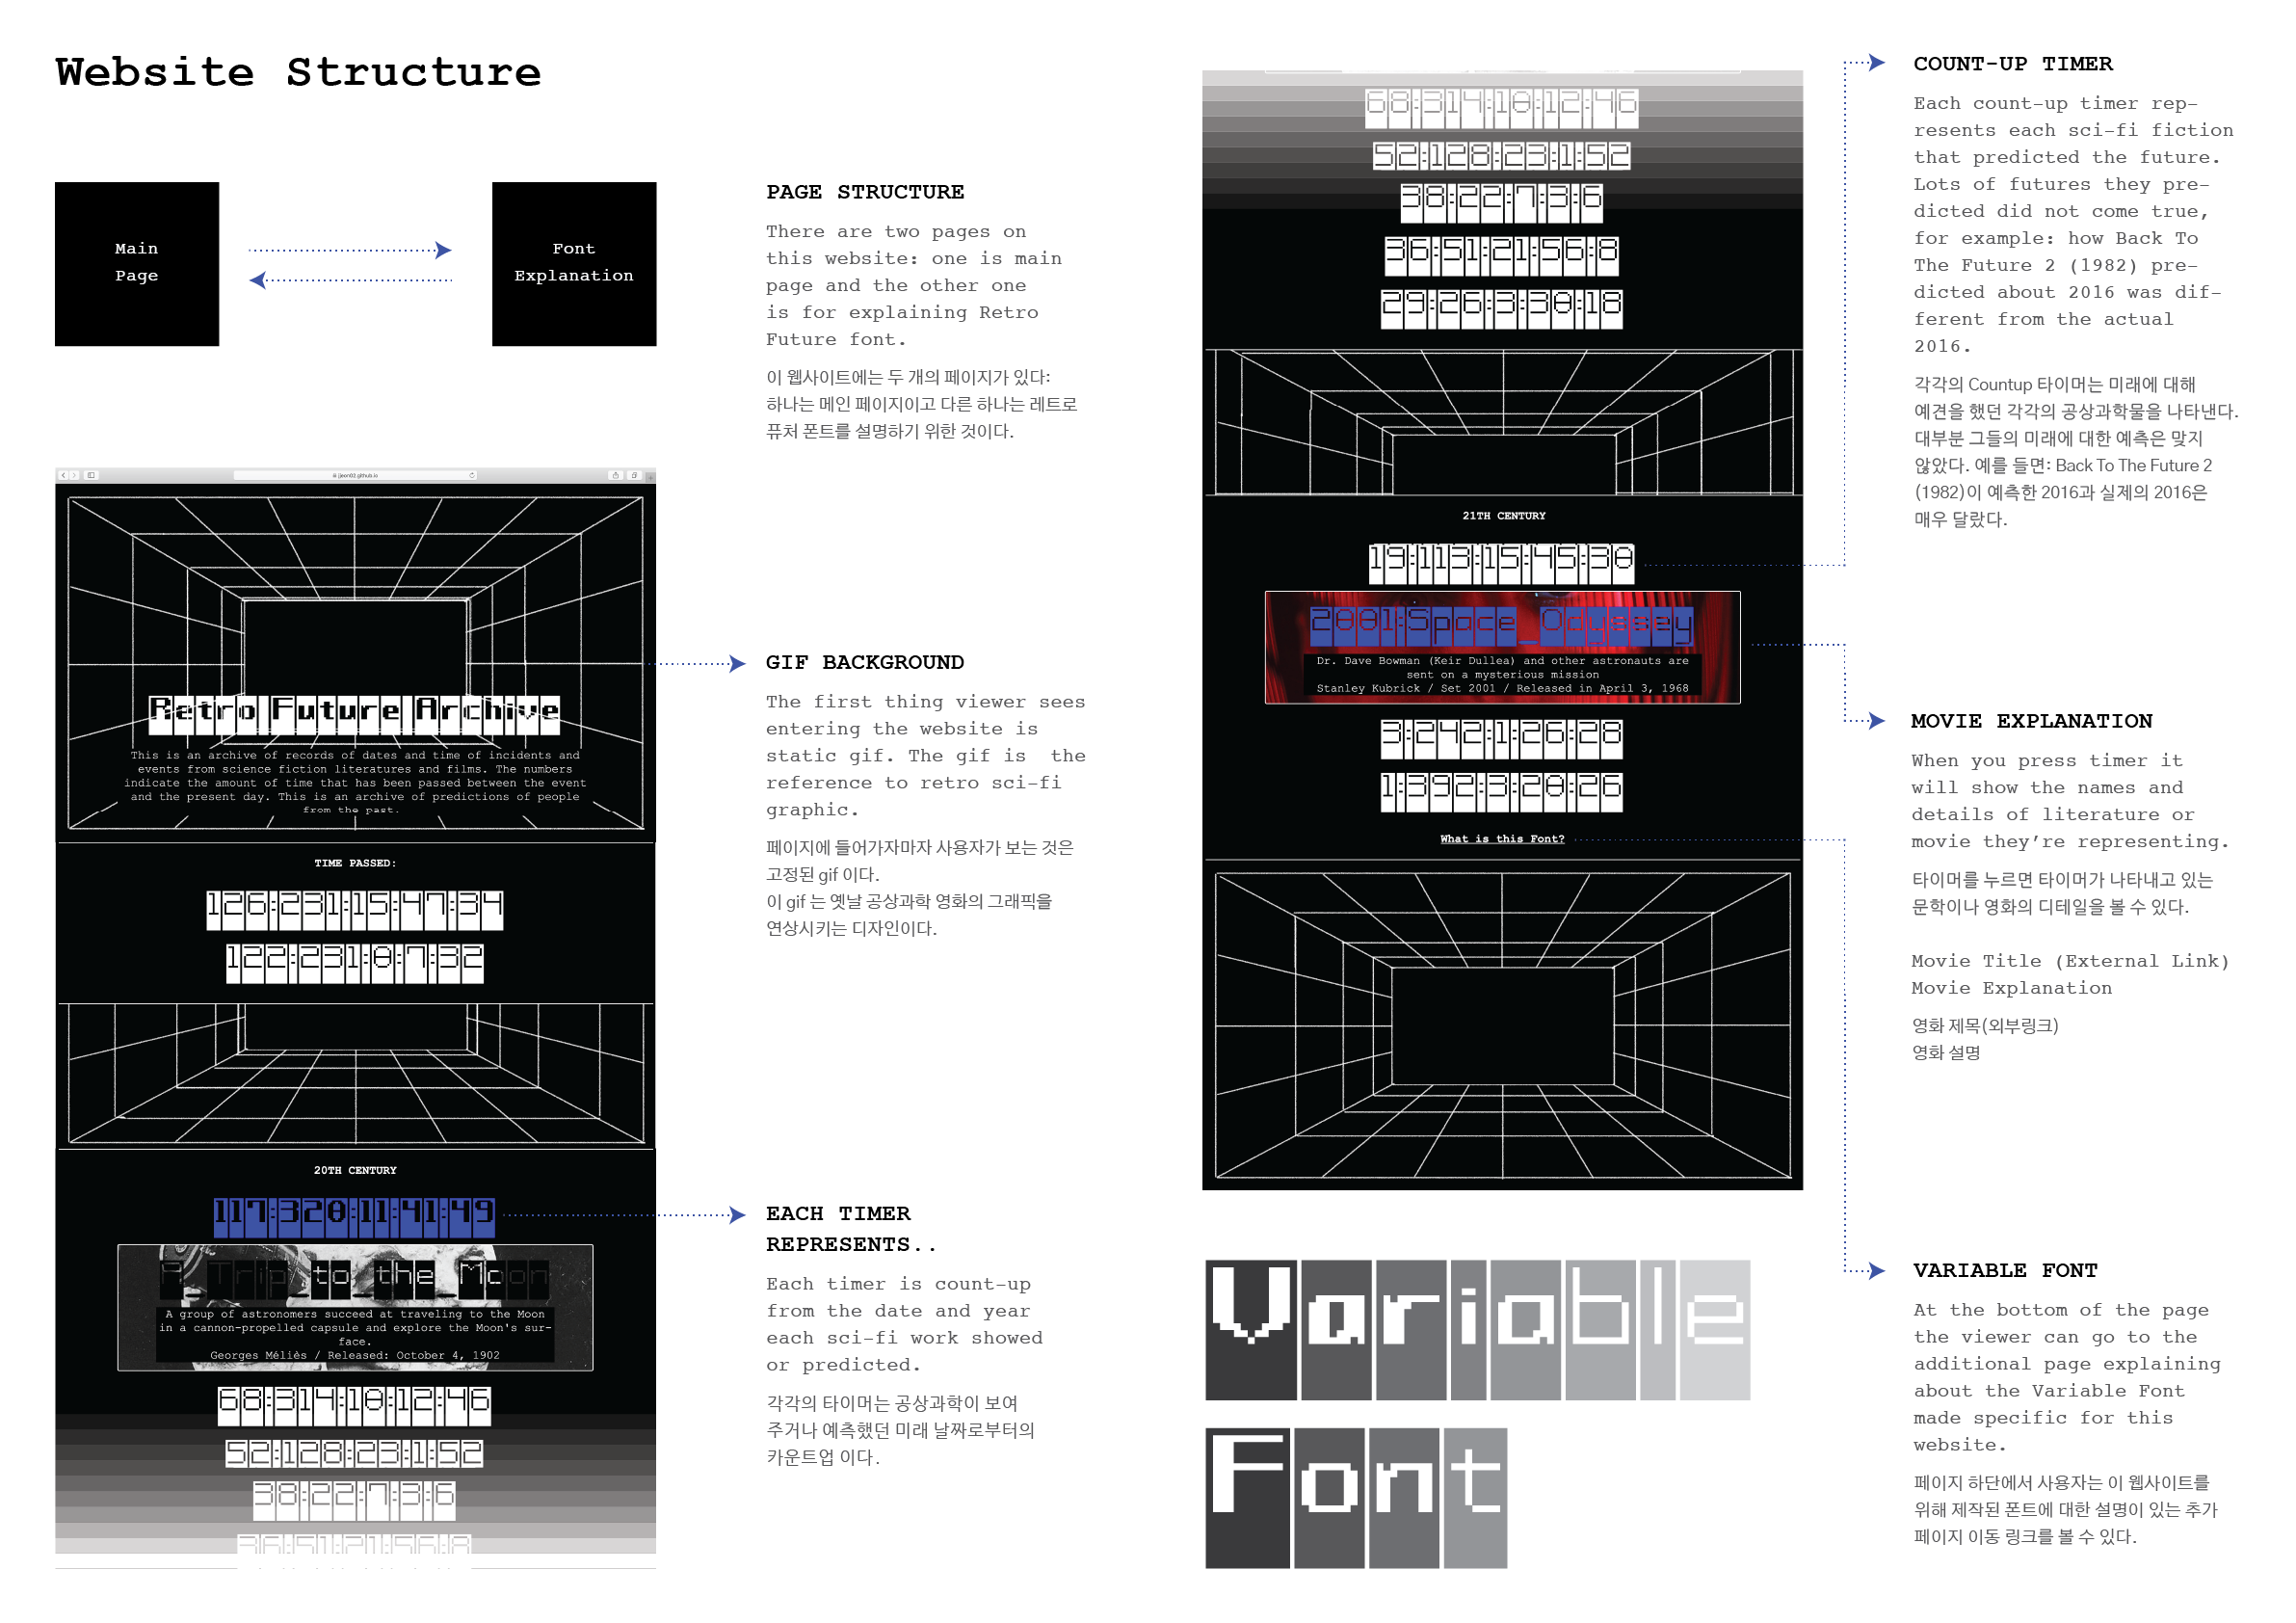 Website Structure
Main
Page
Font
Explanation
PAGE STRUCTURE
There are two pages on
this website: one is main
page and the other one
is for explaining Retro
Future font.
이 웹사이트에는 두 개의 페이지가 있다:
하나는 메인 페이지이고 다른 하나는 레트로
퓨처 폰트를 설명하기 위한 것이다.
jjeon02.github.io
Retro Future Archive
This is an archive of records of dates and time of incidents and
events from science fiction literatures and films. The numbers
indicate the amount of time that has been passed between the event
and the present day. This is an archive of predictions of people
from the past.
TIME PASSED:
126:231:15:47:34
122:231:0:7:32
GIF BACKGROUND
The first thing viewer sees
entering the website is
static gif. The gif is  the
reference to retro sci-fi
graphic.
페이지에 들어가자마자 사용자가 보는 것은
고정된 gif 이다.
이 gif 는 옛날 공상과학 영화의 그래픽을
연상시키는 디자인이다.
20TH CENTURY
117:320:11:41:49
A_Trip_to_the_Moon
A group of astronomers succeed at traveling to the Moon
in a cannon-propelled capsule and explore the Moon's sur-
face.
Georges Méliès / Released: October 4, 1902
68:314:10:12:46
52:128:23:1:52
38:22:7:3:6
36:51:21:56:8
EACH TIMER
REPRESENTS..
Each timer is count-up
from the date and year
each sci-fi work showed
or predicted.
각각의 타이머는 공상과학이 보여
주거나 예측했던 미래 날짜로부터의
카운트업 이다.
68:314:10:12:46
52:128:23:1:52
38:22:7:3:6
36:51:21:56:8
29:26:3:30:18
21TH CENTURY
19:113:15:45:30
2001:Space_Odyssey
Dr. Dave Bowman (Keir Dullea) and other astronauts are
sent on a mysterious mission
Stanley Kubrick / Set 2001 / Released in April 3, 1968
3:242:1:26:28
1:392:3:20:26
What is this Font?
Variable
Font
COUNT-UP TIMER
Each count-up timer rep-
resents each sci-fi fiction
that predicted the future.
Lots of futures they pre-
dicted did not come true,
for example: how Back To
The Future 2 (1982) pre-
dicted about 2016 was dif-
ferent from the actual
2016.
각각의 Countup 타이머는 미래에 대해
예견을 했던 각각의 공상과학물을 나타낸다.
대부분 그들의 미래에 대한 예측은 맞지
않았다. 예를 들면: Back To The Future 2
(1982)이 예측한 2016과 실제의 2016은
매우 달랐다.
MOVIE EXPLANATION
When you press timer it
will show the names and
details of literature or
movie they're representing.
타이머를 누르면 타이머가 나타내고 있는
문학이나 영화의 디테일을 볼 수 있다.
Movie Title (External Link)
Movie Explanation
영화 제목(외부링크)
영화 설명
VARIABLE FONT
At the bottom of the page
the viewer can go to the
additional page explaining
about the Variable Font
made specific for this
website.
페이지 하단에서 사용자는 이 웹사이트를
위해 제작된 폰트에 대한 설명이 있는 추가
페이지 이동 링크를 볼 수 있다.